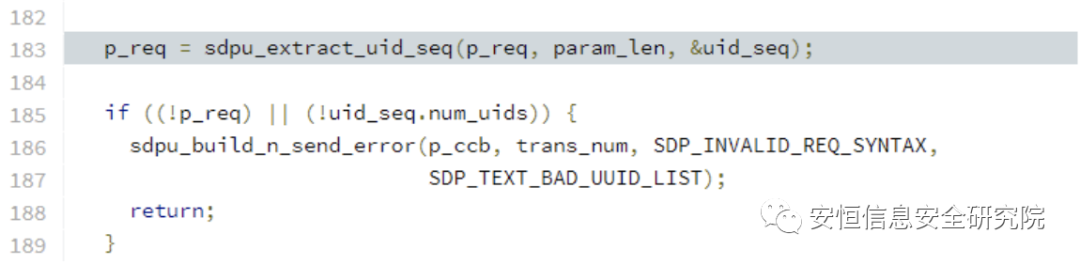 182
183 p_req = sdpu_extract_uid_seq(p_req, param_len, &uid_seq);
184
185 if ((!p_req) || (!uid_seq.num_uids)) {
186 sdpu_build_n_send_error(p_ccb, trans_num, SDP_INVALID_REQ_SYNTAX,
187 SDP_TEXT_BAD_UUID_LIST);
188 return;
189 }
安恒信息安全研究院